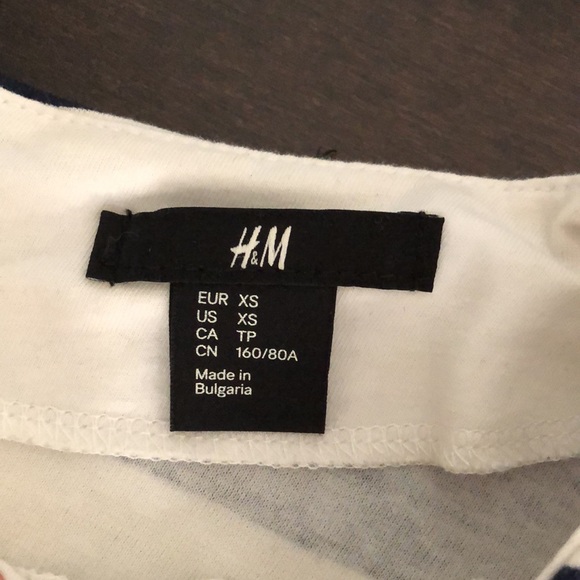 H&M
EUR XS
US XS
CA TP
CN 160/80A
Made in
Bulgaria